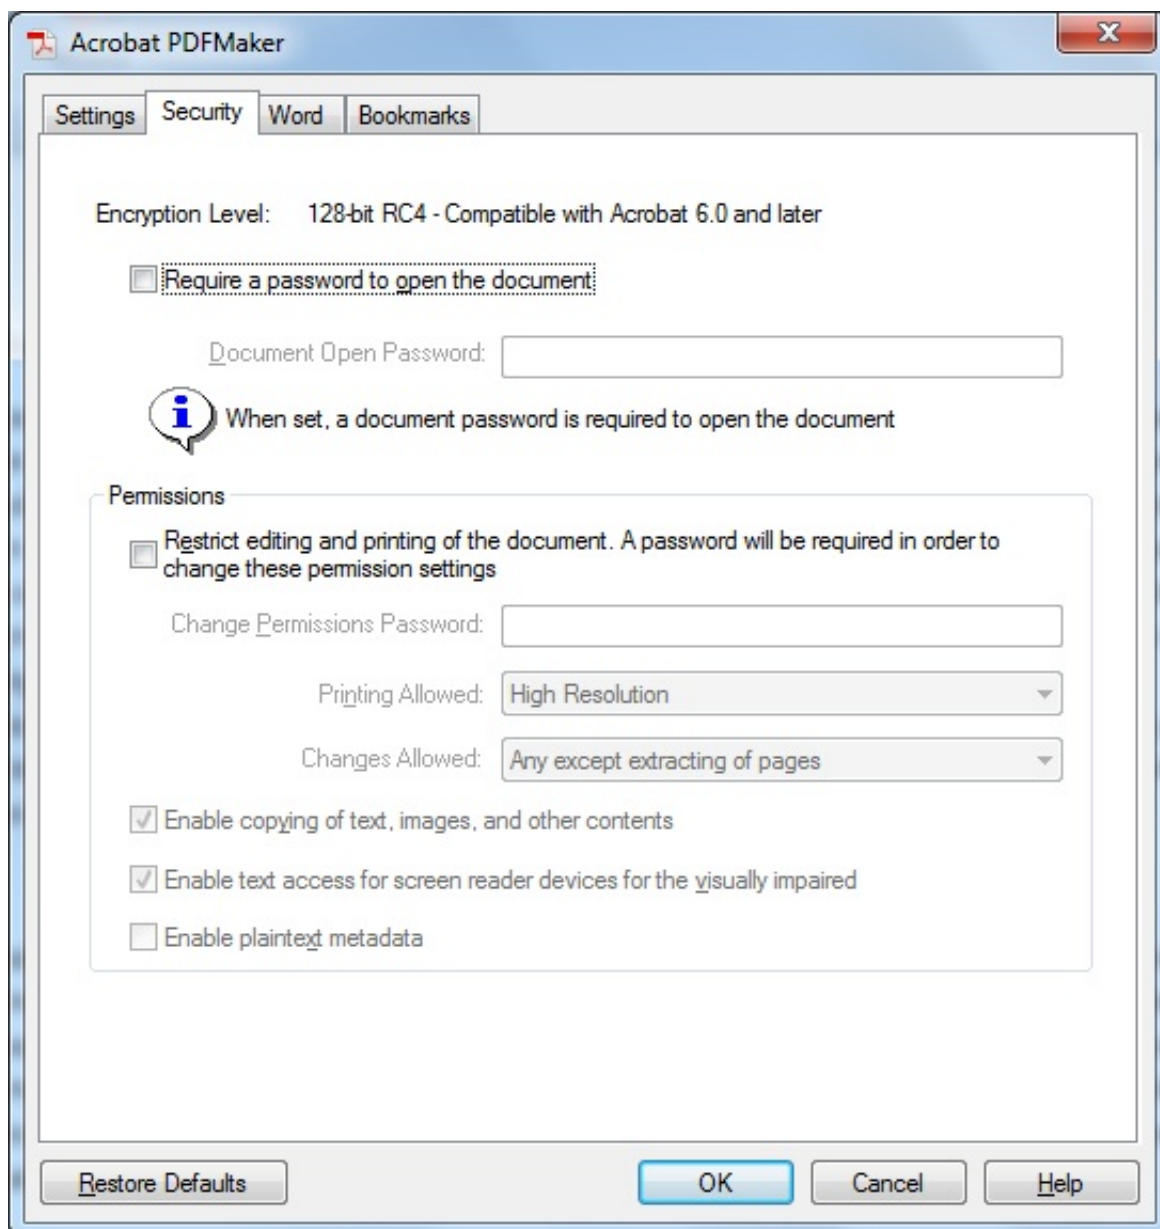 Acrobat PDFMaker
Settings Security Word Bookmarks
Encryption Level: 128-bit RC4 - Compatible with Acrobat 6.0 and later
Require a password to open the document
Document Open Password:
When set, a document password is required to open the document
Permissions
Restrict editing and printing of the document. A password will be required in order to
change these permission settings
Change Permissions Password:
Printing Allowed: High Resolution
Changes Allowed: Any except extracting of pages
Enable copying of text, images, and other contents
Enable text access for screen reader devices for the visually impaired
Enable plaintext metadata
Restore Defaults OK Cancel Help